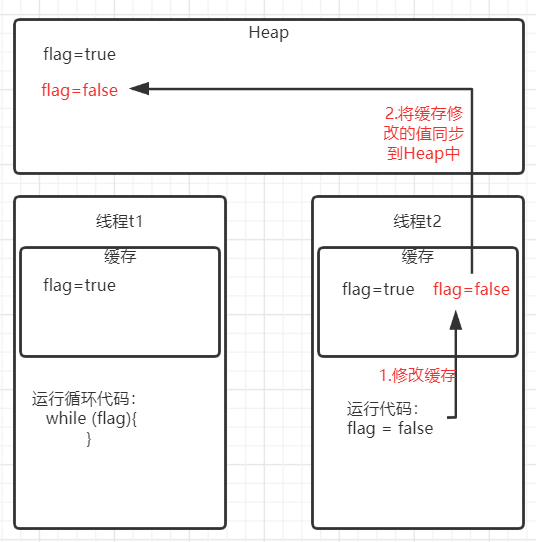 Heap
flag=true
flag=false
2.将缓存修
改的值同步
到Heap中
线程t1
缓存
flag=true
运行循环代码：
while (flag){
}
线程t2
缓存
flag=true flag=false
1.修改缓存
运行代码：
flag = false